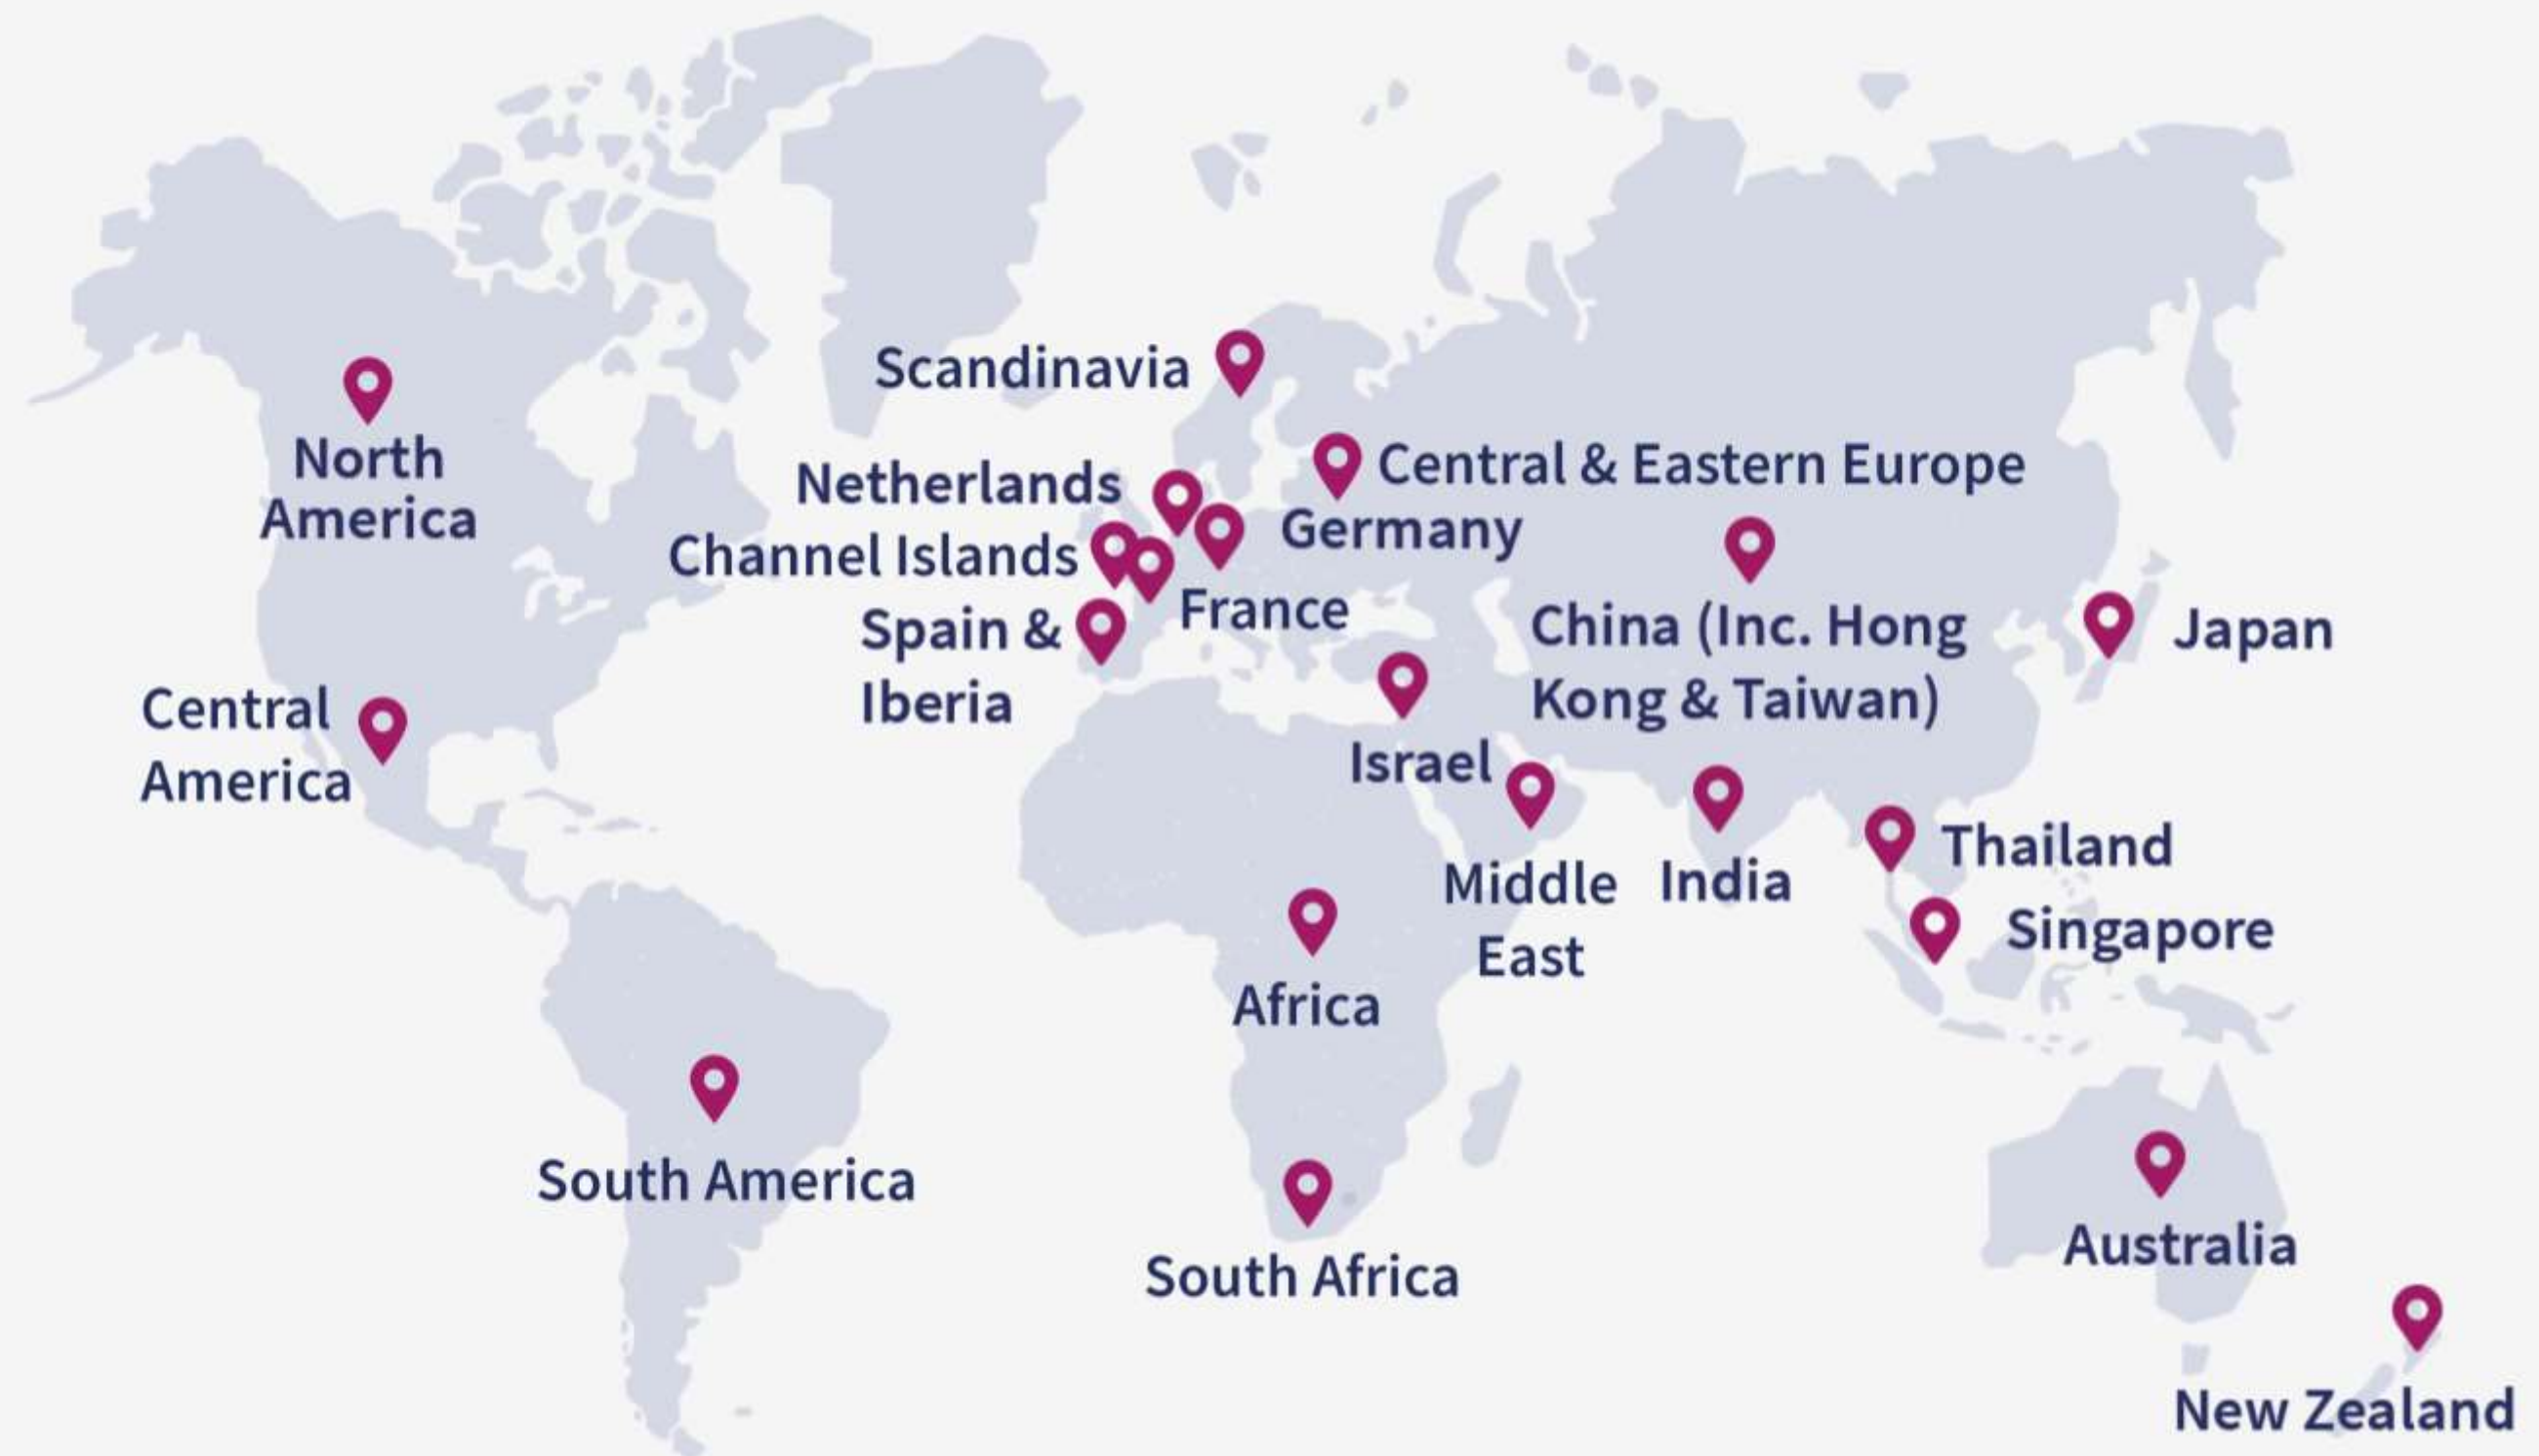 Scandinavia
North
America
Central & Eastern Europe
Netherlands
Germany
Channel Islands
France
Spain &
Iberia
China (Inc. Hong
Kong & Taiwan)
Japan
Central
America
Israel
Middle
East
India
Thailand
Singapore
Africa
South America
South Africa
Australia
New Zealand